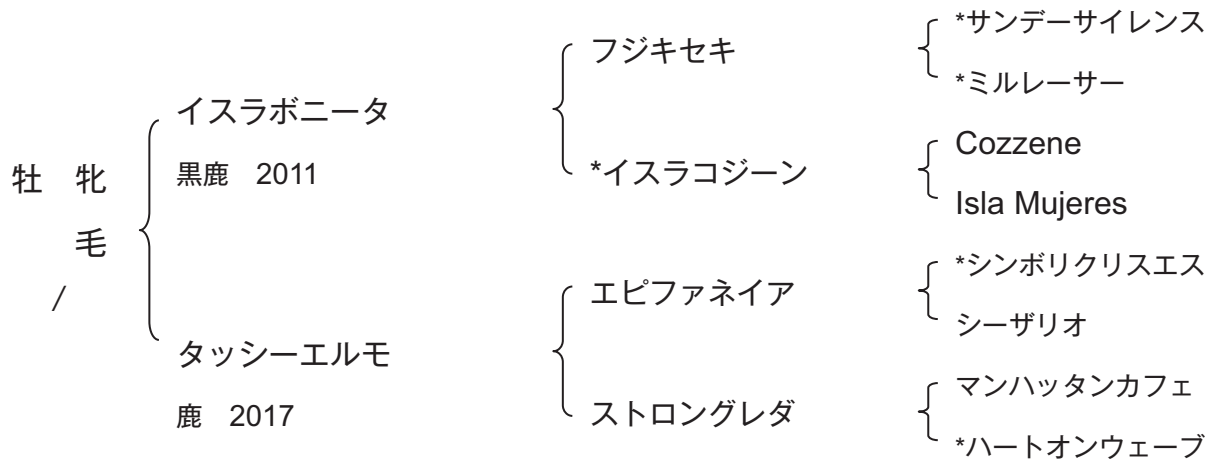 牡　牝
毛
/
イスラボニータ
黒鹿　2011
タッシーエルモ
鹿　2017
フジキセキ
*イスラコジーン
エピファネイア
ストロングレダ
*サンデーサイレンス
*ミルレーサー
Cozzene
Isla Mujeres
*シンボリクリスエス
シーザリオ
マンハッタンカフェ
*ハートオンウェーブ